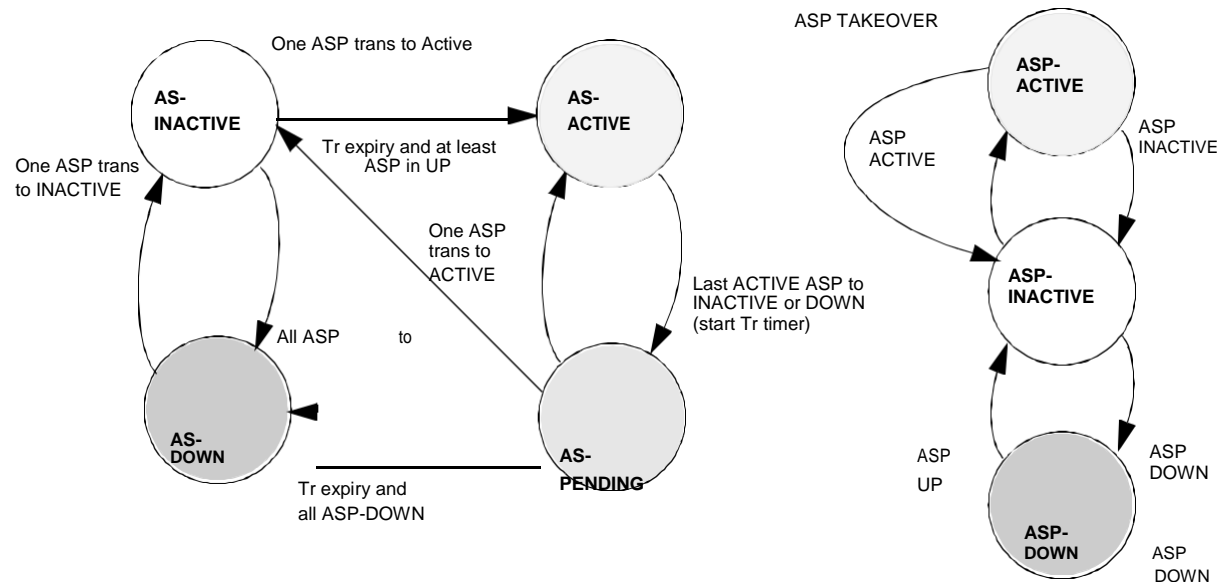 One ASP trans to Active
AS-
INACTIVE
AS-
ACTIVE
Tr expiry and at least
ASP in UP
One ASP trans
to INACTIVE
One ASP
trans to
ACTIVE
Last ACTIVE ASP to
INACTIVE or DOWN
(start Tr timer)
All ASP to
AS-
DOWN
AS-
PENDING
Tr expiry and
all ASP-DOWN
ASP TAKEOVER
ASP-
ACTIVE
ASP
ACTIVE
ASP
INACTIVE
ASP-
INACTIVE
ASP
UP
ASP
DOWN
ASP-
DOWN
ASP
DOWN